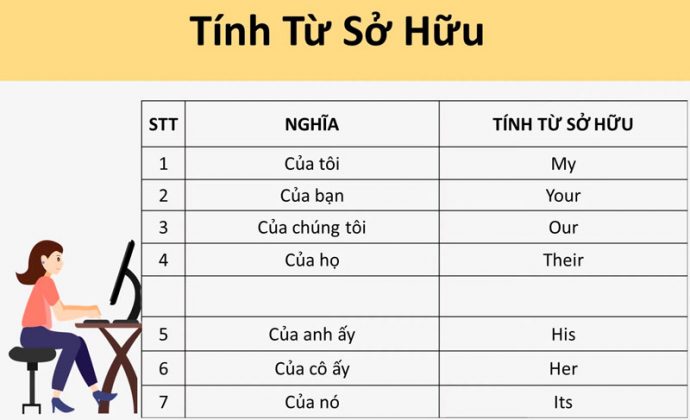 Tính Từ Sở Hữu
STT NGHĨA TÍNH TỪ SỞ HỮU
1 Của tôi My
2 Của bạn Your
3 Của chúng tôi Our
4 Của họ Their
5 Của anh ấy His
6 Của cô ấy Her
7 Của nó Its